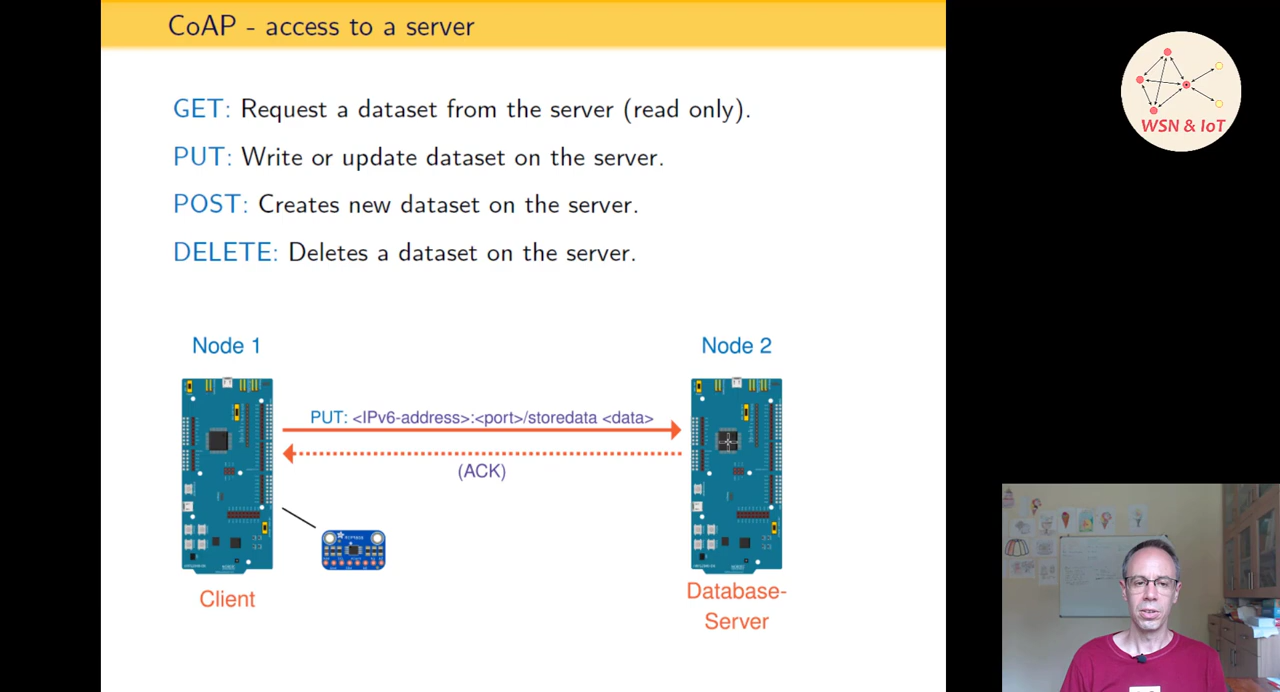 CoAP - access to a server
WSN & IoT
GET: Request a dataset from the server (read only).
PUT: Write or update dataset on the server.
POST: Creates new dataset on the server.
DELETE: Deletes a dataset on the server.
Node 1
Node 2
PUT: <IPv6-address>:<port>/storedata <data>
(ACK)
Client
Database-
Server